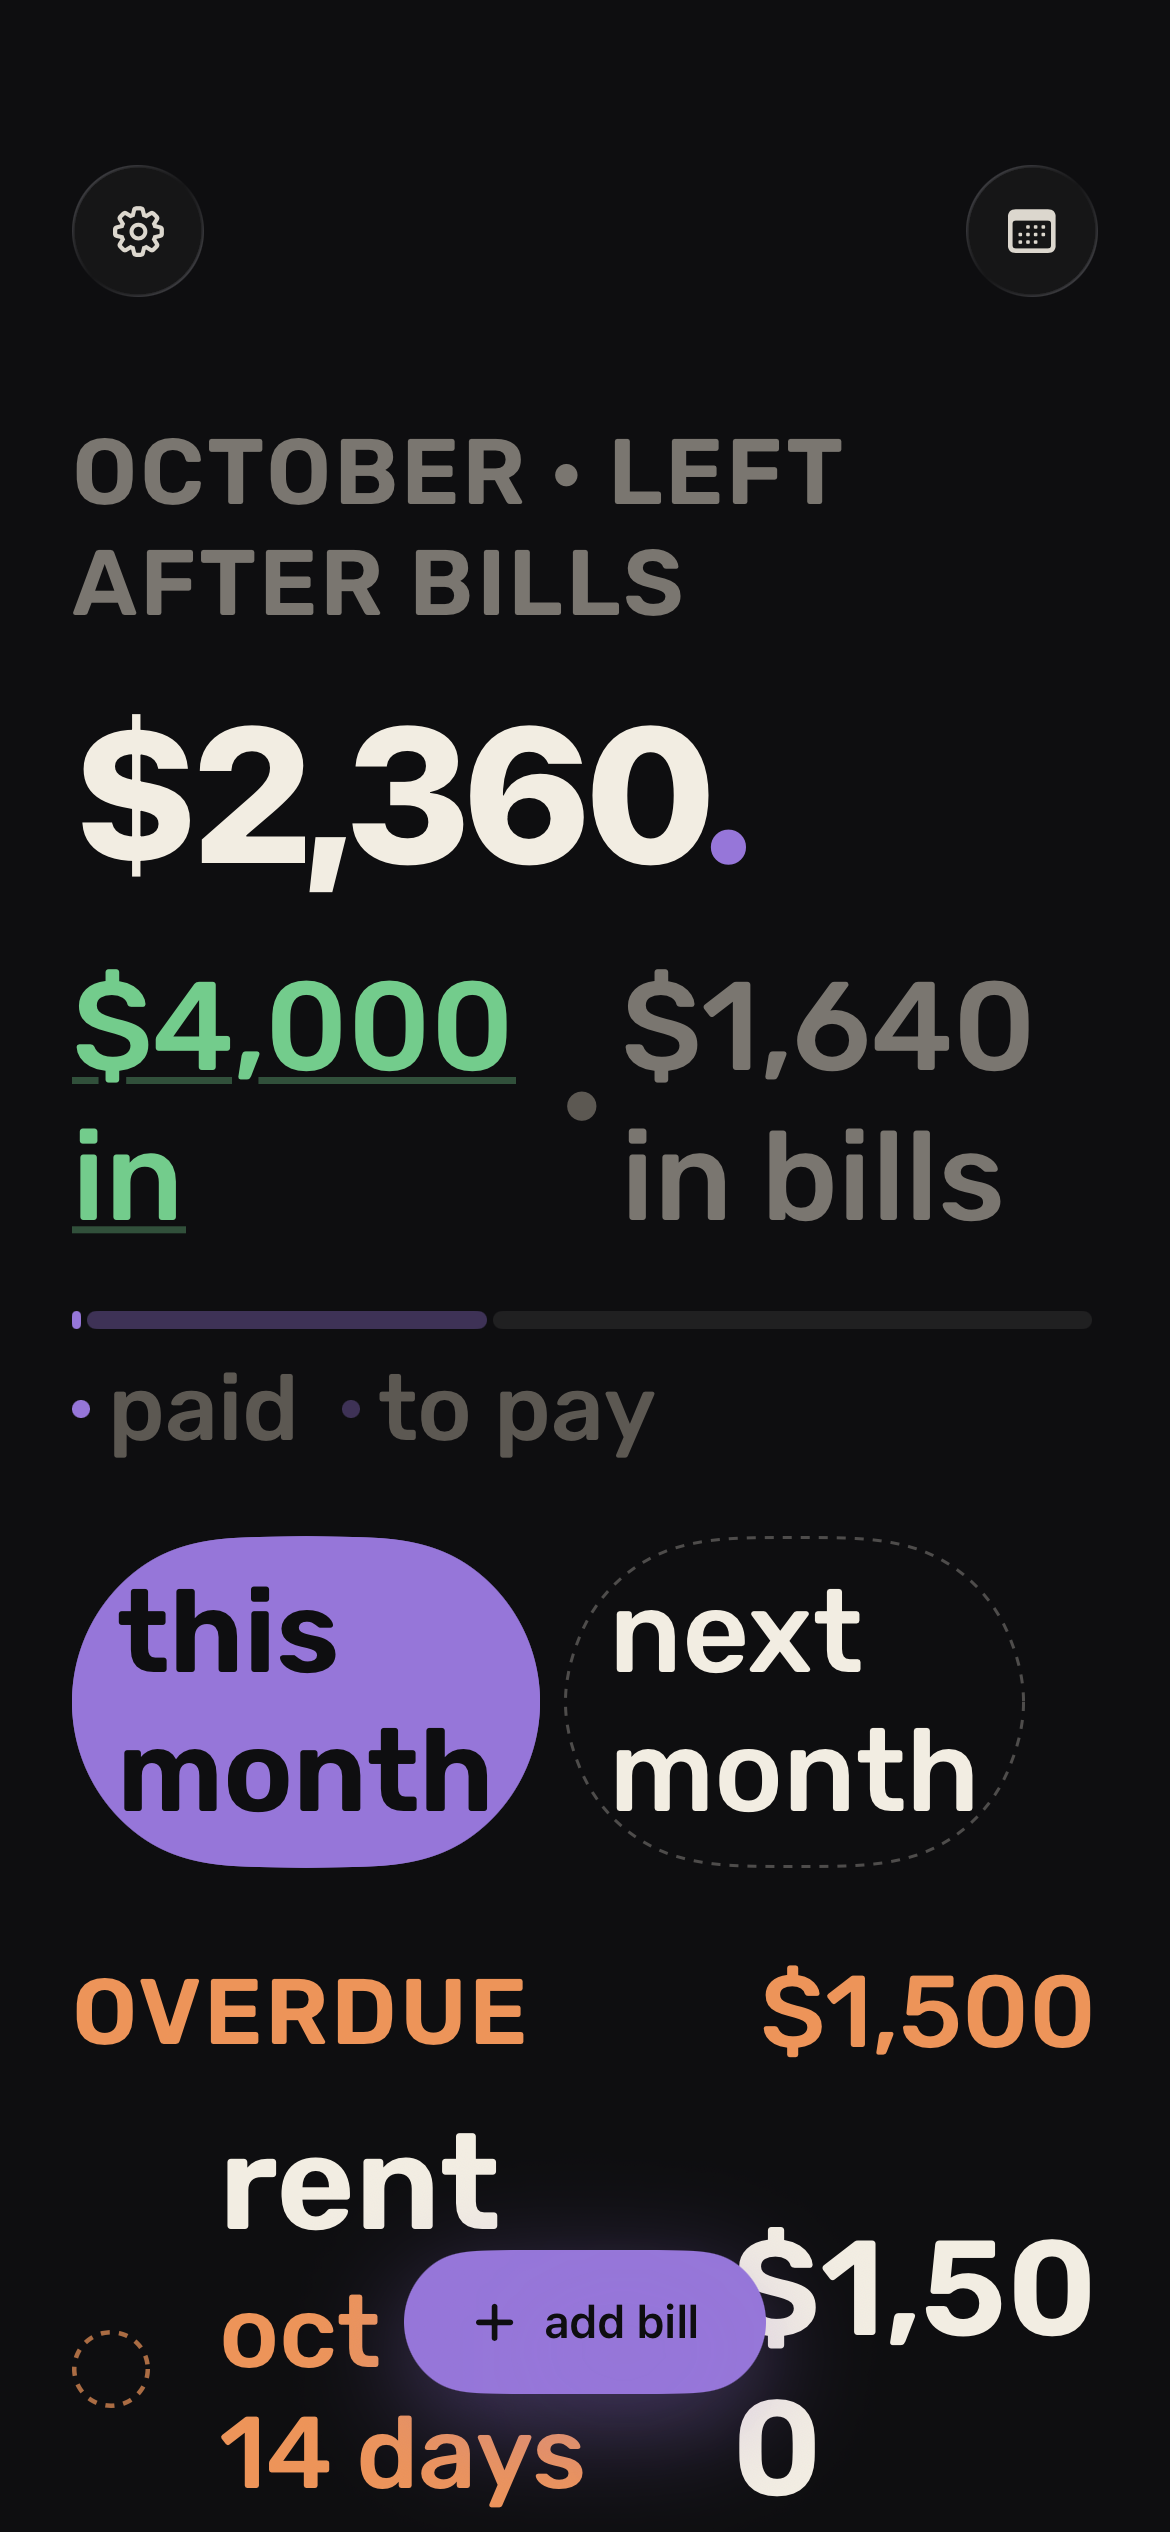 OCTOBER • LEFT
AFTER BILLS
$2,360.
$4,000
in
•
$1,640
in bills
paid
to pay
this
month
next
month
OVERDUE
$1,500
rent
oct
14 days
$1,50
0
+ add bill